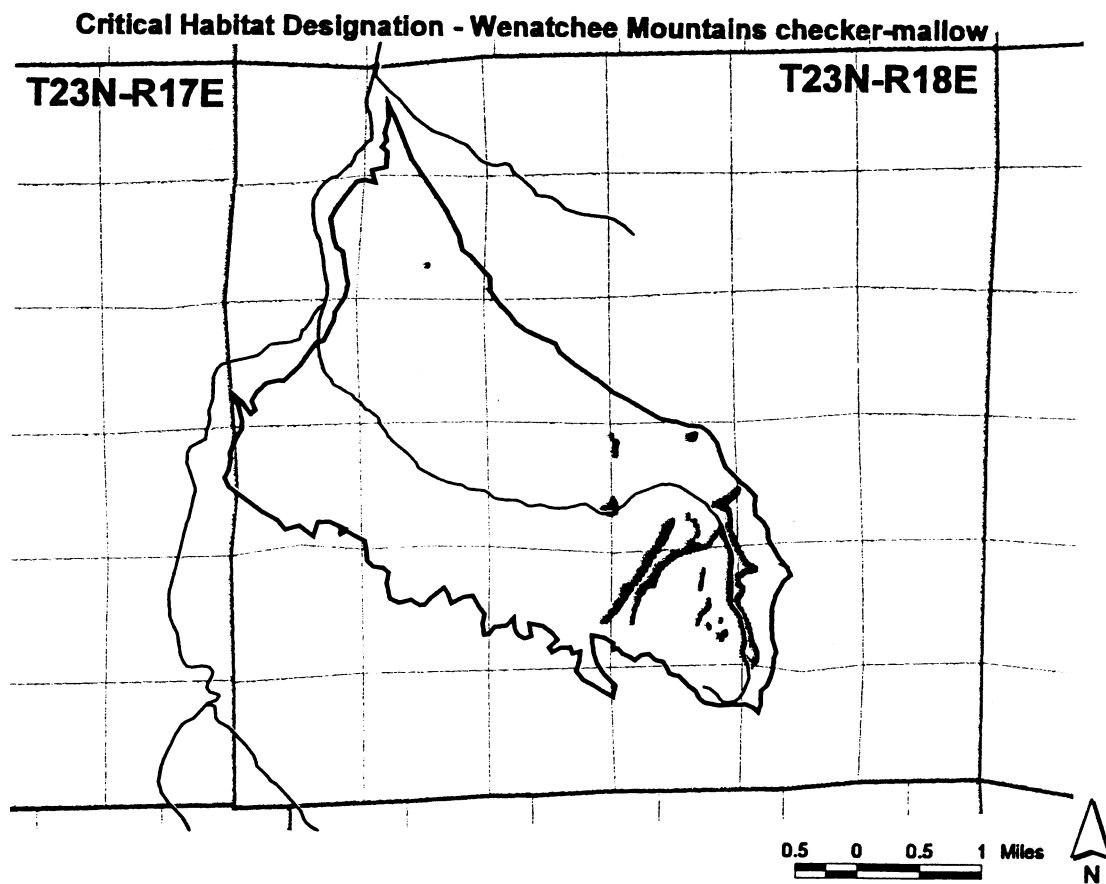 Critical Habitat Designation - Wenatchee Mountains checker-mallow
T23N-R17E
T23N-R18E
0.5 0 0.5 1 Miles
N